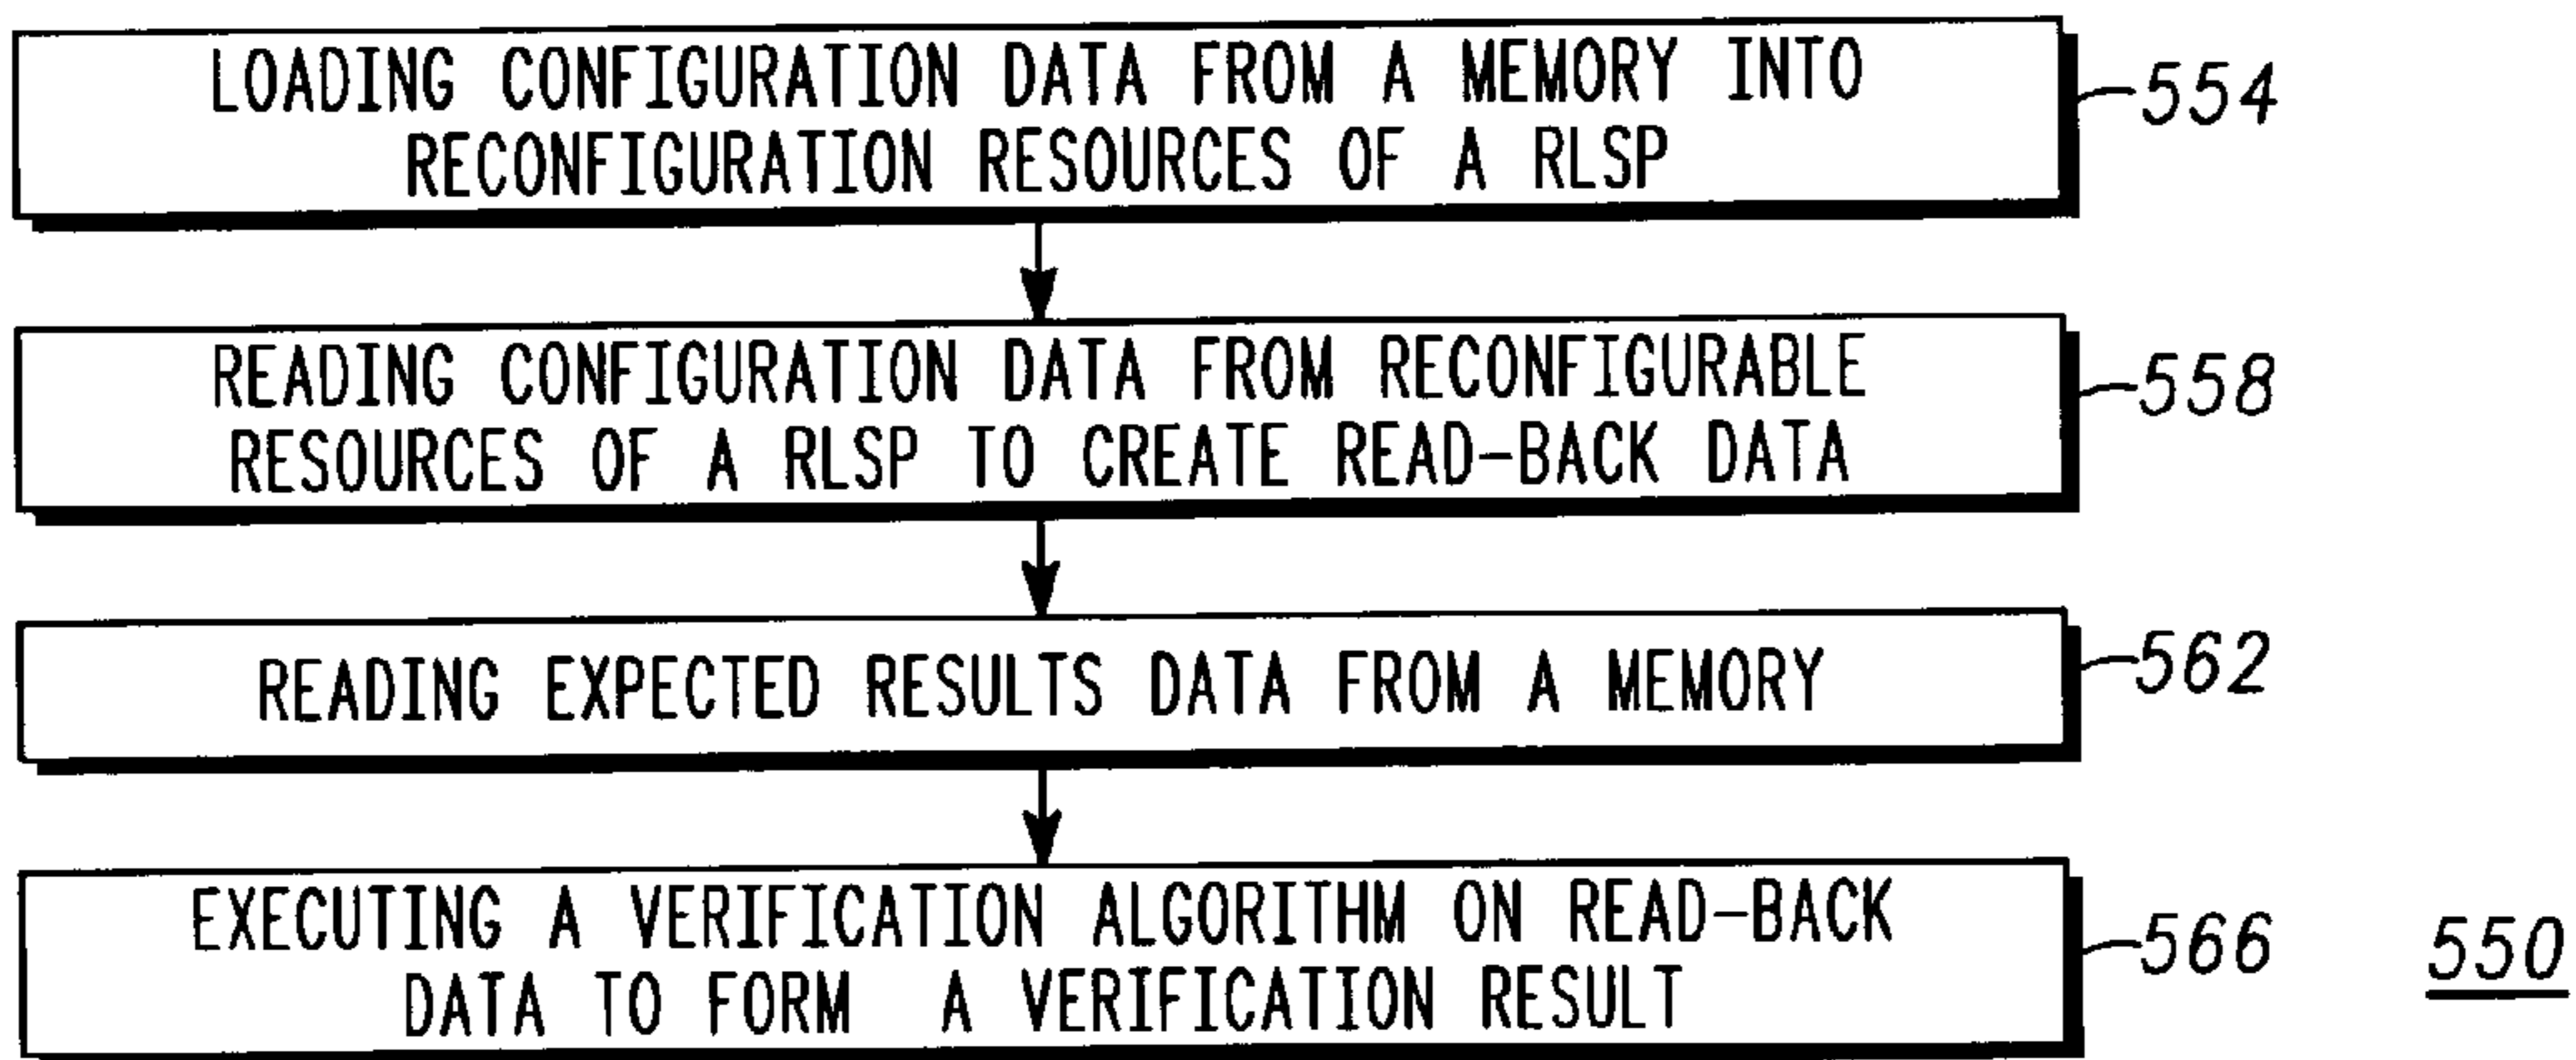 LOADING CONFIGURATION DATA FROM A MEMORY INTO
RECONFIGURATION RESOURCES OF A RLSP
554
READING CONFIGURATION DATA FROM RECONFIGURABLE
RESOURCES OF A RLSP TO CREATE READ-BACK DATA
558
READING EXPECTED RESULTS DATA FROM A MEMORY
562
EXECUTING A VERIFICATION ALGORITHM ON READ-BACK
DATA TO FORM A VERIFICATION RESULT
566
550